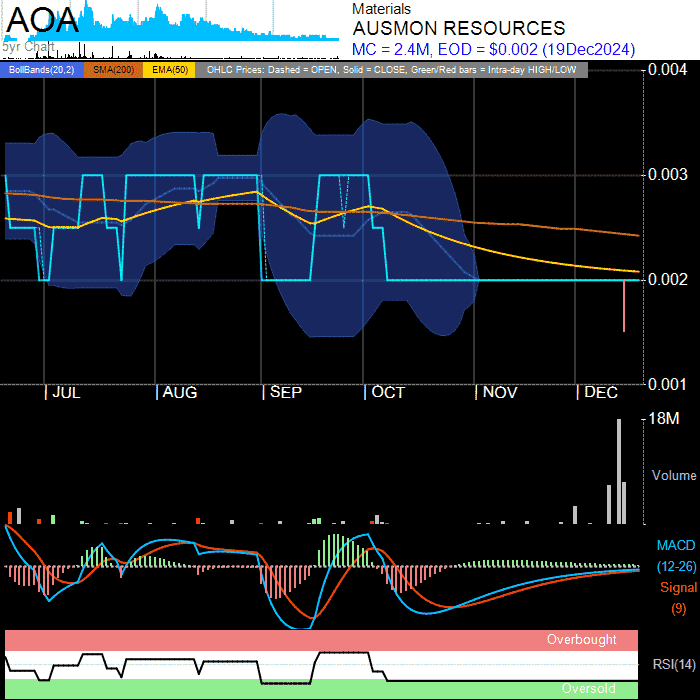 AOA
5yr Chart
Materials
AUSMON RESOURCES
MC = 2.4M, EOD = $0.002 (19Dec2024)
BollBands(20,2) SMA(200) EMA(50) OHLC Prices: Dashed = OPEN, Solid = CLOSE, Green/Red bars = Intra-day HIGH/LOW
0.004
0.003
0.002
0.001
JUL AUG SEP OCT NOV DEC
18M
Volume
MACD
(12-26)
Signal
(9)
Overbought
RSI(14)
Oversold